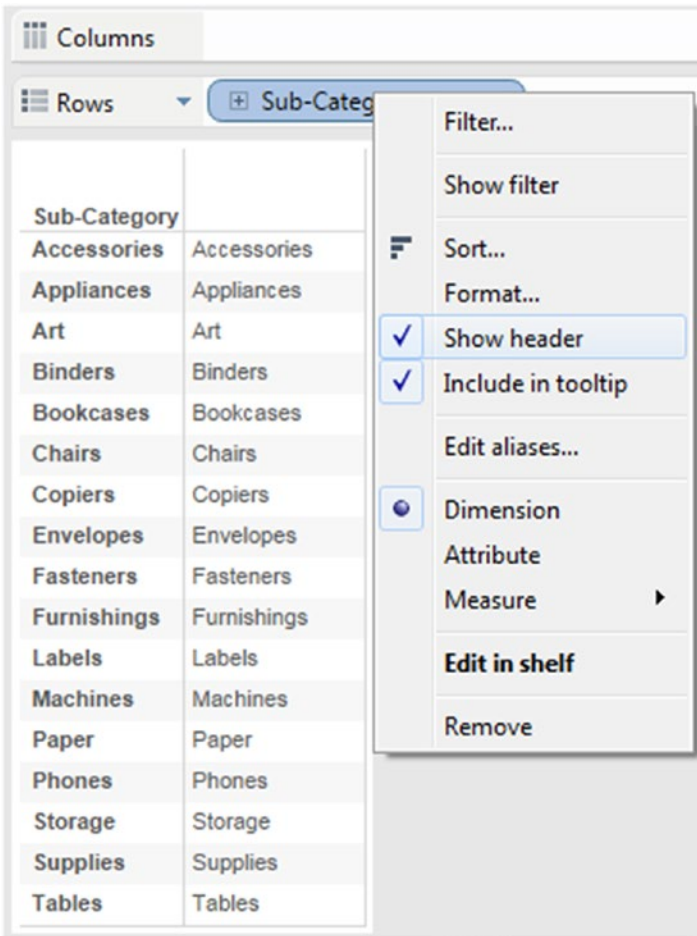 Columns
Rows
Sub-Categ
Filter...
Show filter
Sort...
Format...
Show header
Include in tooltip
Edit aliases...
Dimension
Attribute
Measure
Edit in shelf
Remove
Sub-Category
Accessories Accessories
Appliances Appliances
Art Art
Binders Binders
Bookcases Bookcases
Chairs Chairs
Copiers Copiers
Envelopes Envelopes
Fasteners Fasteners
Furnishings Furnishings
Labels Labels
Machines Machines
Paper Paper
Phones Phones
Storage Storage
Supplies Supplies
Tables Tables